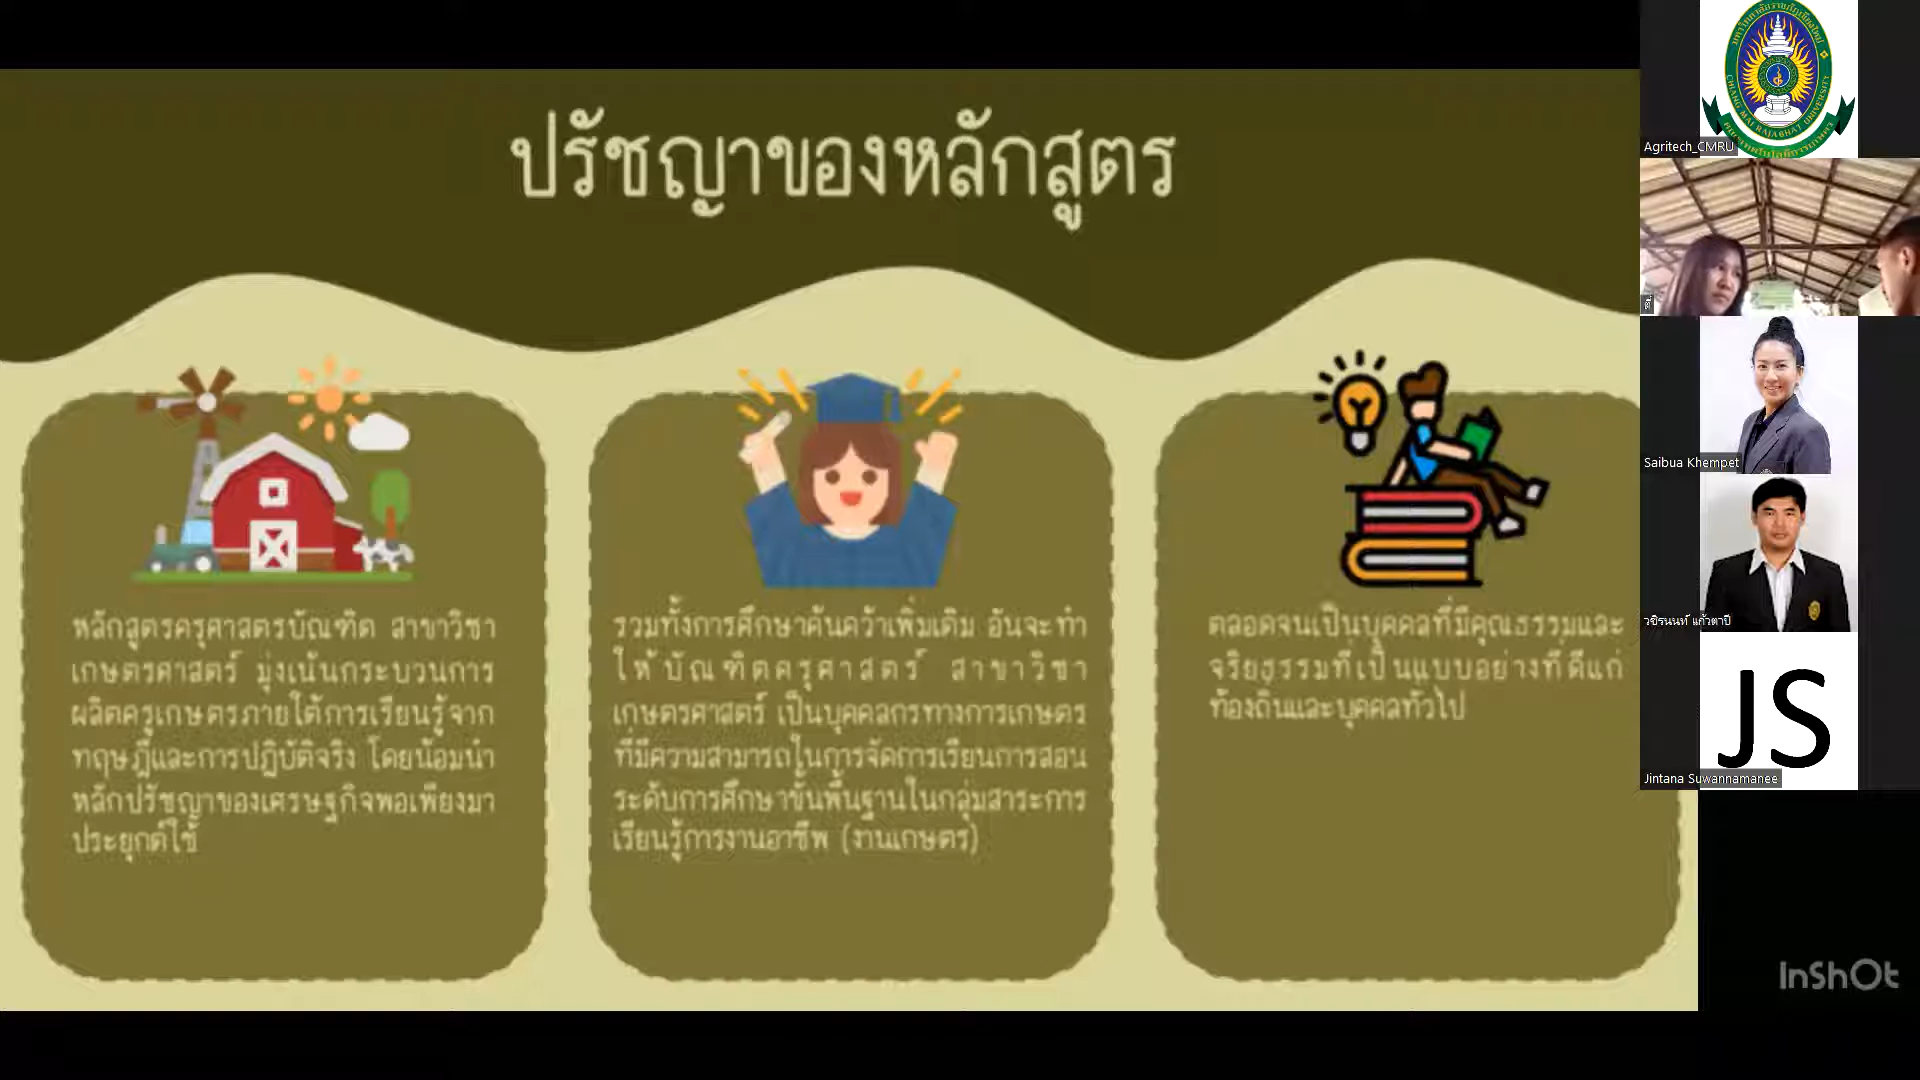 ปรัชญาของหลักสูตร
หลักสูตรครุศาสตรบัณฑิต สาขาวิชา
เกษตรศาสตร์ มุ่งเน้นกระบวนการ
ผลิตครูเกษตรภายใต้การเรียนรู้จาก
ทฤษฎีและการปฏิบัติจริง โดยน้อมนำ
หลักปรัชญาของเศรษฐกิจพอเพียงมา
ประยุกต์ใช้
รวมทั้งการศึกษาค้นคว้าเพิ่มเติม อันจะทำ
ให้บัณฑิตครุศาสตร์ สาขาวิชา
เกษตรศาสตร์ เป็นบุคคลกรทางการเกษตร
ที่มีความสามารถในการจัดการเรียนการสอน
ระดับการศึกษาขั้นพื้นฐานในกลุ่มสาระการ
เรียนรู้การงานอาชีพ (งานเกษตร)
ตลอดจนเป็นบุคคลที่มีคุณธรรมและ
จริยธรรมที่เป็นแบบอย่างที่ดีแก่
ท้องถิ่นและบุคคลทั่วไป
CHIANG MAI RAJABHAT UNIVERSITY
Agritech_CMRU
Saibua Khempet
วชิรนนท์ แก้วตาปี
JS
Jintana Suwannamanee
InShOt